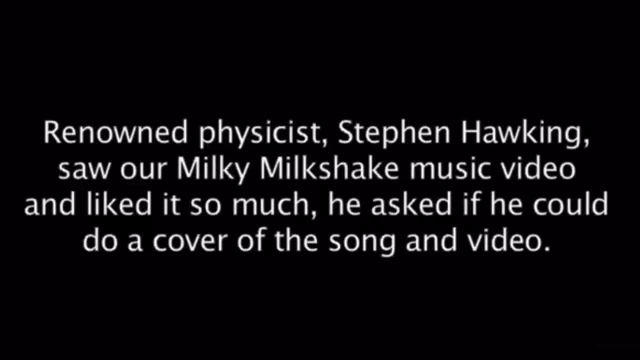 Renowned physicist, Stephen Hawking,
saw our Milky Milkshake music video
and liked it so much, he asked if he could
do a cover of the song and video.